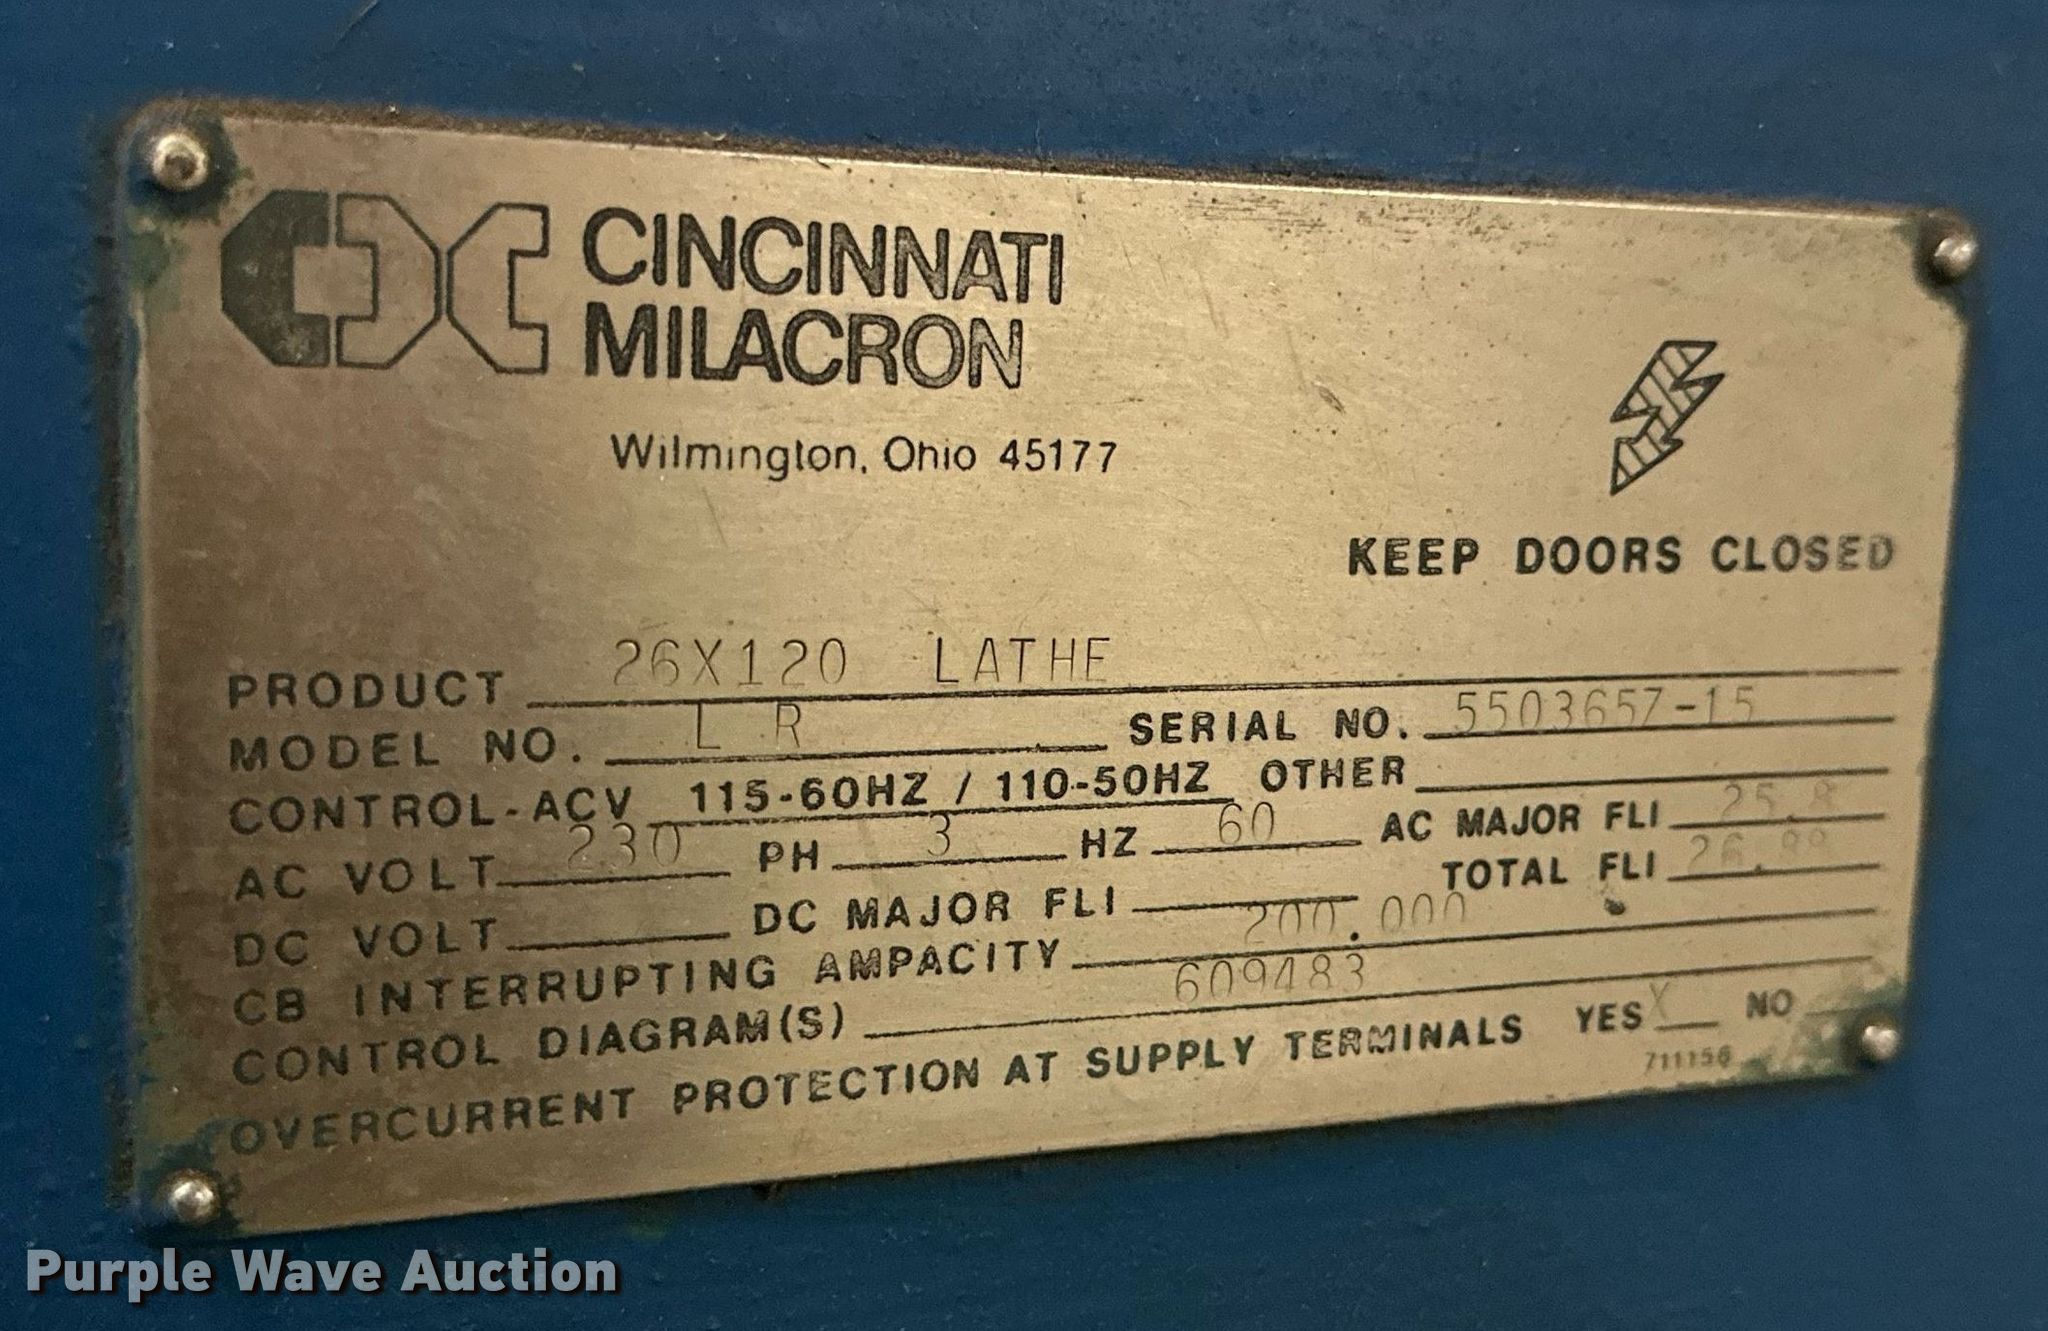 CINCINNATI
MILACRON
Wilmington, Ohio 45177
KEEP DOORS CLOSED
PRODUCT 26X120 LATHE
MODEL NO. LR SERIAL NO. 5503657-15
CONTROL-ACV 115-60HZ / 110-50HZ OTHER
AC VOLT 230 PH 3 HZ 60 AC MAJOR FLI 25.8
DC VOLT DC MAJOR FLI TOTAL FLI
CB INTERRUPTING AMPACITY 200.000
CONTROL DIAGRAM(S) 609483
OVERCURRENT PROTECTION AT SUPPLY TERMINALS YES X NO
711156
Purple Wave Auction